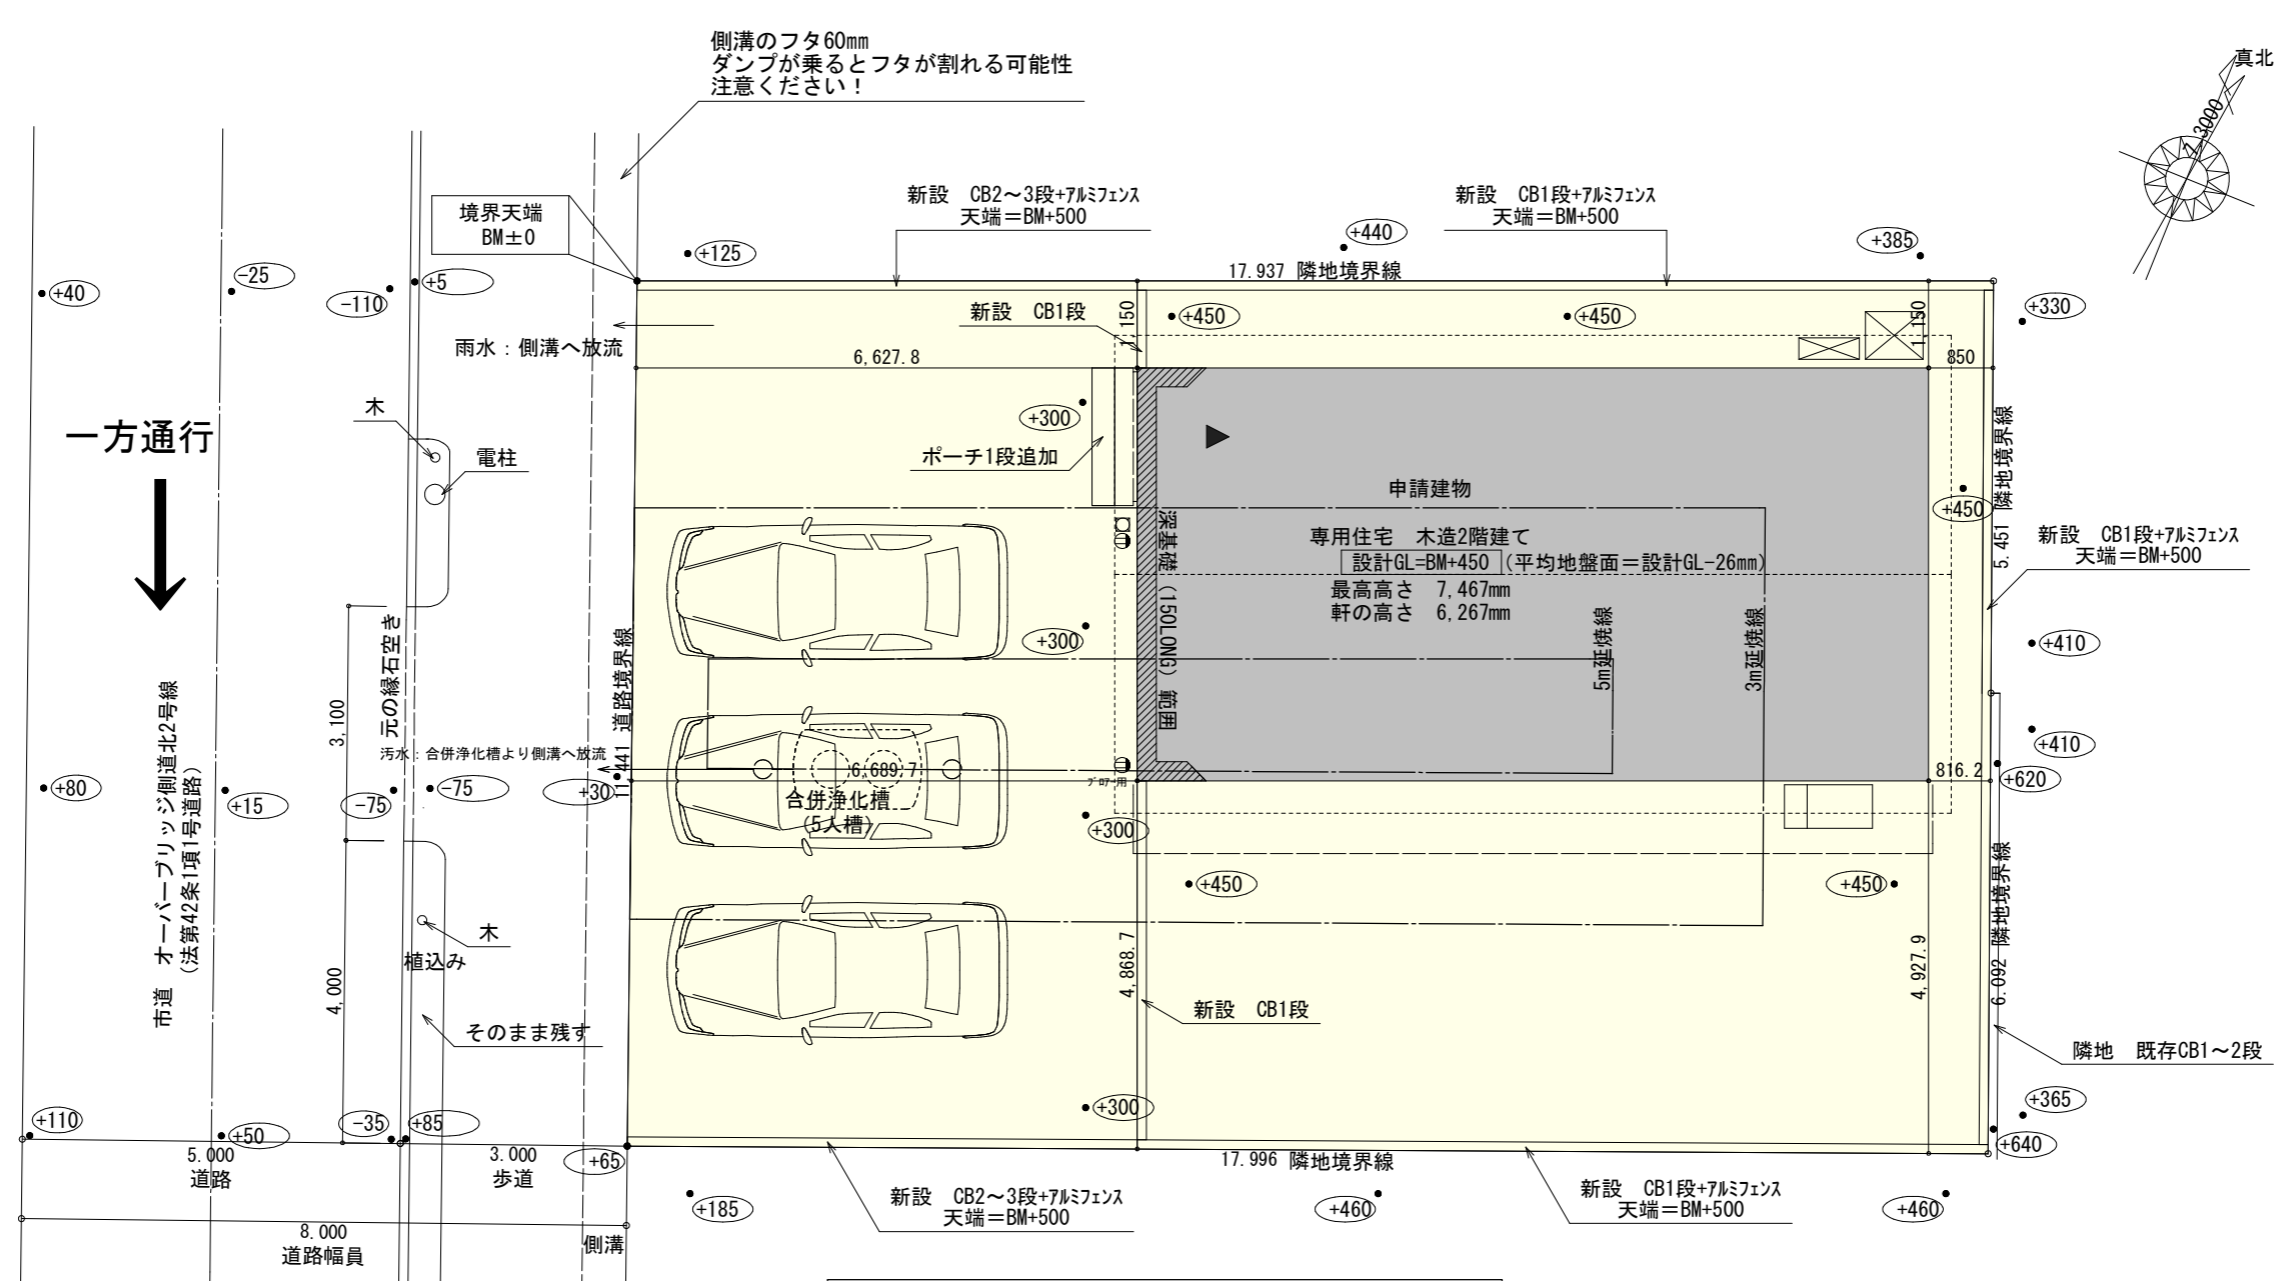 側溝のフタ60mm
ダンプが乗るとフタが割れる可能性
注意ください！
真北
境界天端
BM±0
新設　CB2～3段+ｱﾙﾐﾌｪﾝｽ
天端＝BM+500
新設　CB1段+ｱﾙﾐﾌｪﾝｽ
天端＝BM+500
+125
+440
+385
17.937 隣地境界線
+40
-25
-110
+5
+330
新設　CB1段
1,150
+450
+450
1,150
雨水：側溝へ放流
6,627.8
850
木
+300
一方通行
電柱
ポーチ1段追加
申請建物
+450
5.451 隣地境界線
専用住宅　木造2階建て
設計GL=BM+450 (平均地盤面＝設計GL-26mm)
最高高さ　7,467mm
軒の高さ　6,267mm
新設　CB1段+ｱﾙﾐﾌｪﾝｽ
天端＝BM+500
深基礎（150LONG）範囲
5m延焼線
3m延焼線
元の縁石空き
+300
+410
道路境界線
3,100
市道　オーバーブリッジ側道北2号線
（法第42条1項1号道路）
汚水：合併浄化槽より側溝へ放流
+410
6,689.7
816.2
+620
ﾌﾞﾛｱｰ用
+80
+15
-75
-75
+30
合併浄化槽
（5人槽）
+300
+450
+450
木
植込み
4,000
4,868.7
4,927.9
6.092 隣地境界線
新設　CB1段
そのまま残す
隣地　既存CB1～2段
+110
+50
-35
+85
+300
+365
+640
5.000
道路
3.000
歩道
+65
17.996 隣地境界線
+185
新設　CB2～3段+ｱﾙﾐﾌｪﾝｽ
天端＝BM+500
+460
新設　CB1段+ｱﾙﾐﾌｪﾝｽ
天端＝BM+500
+460
8.000
道路幅員
側溝